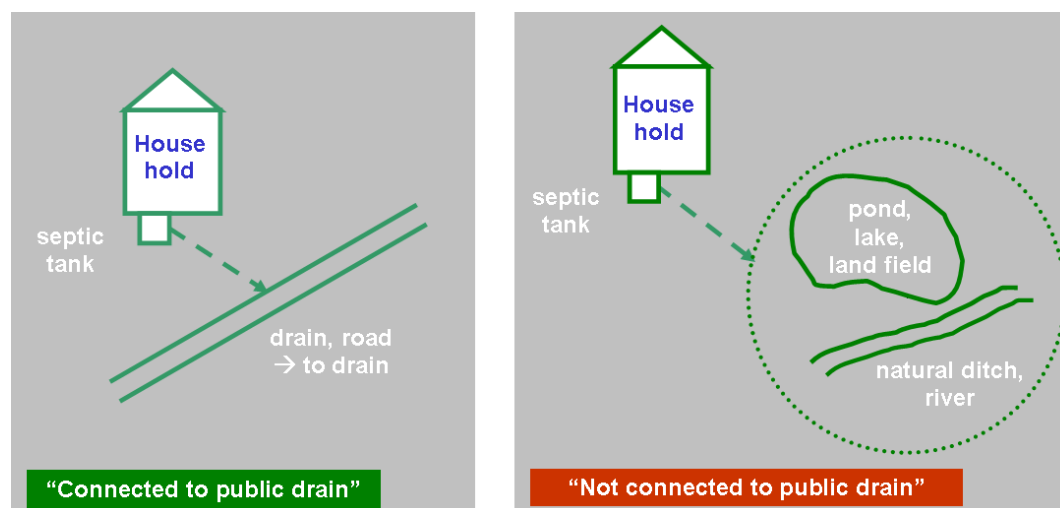 House
hold
septic
tank
drain, road
→ to drain
“Connected to public drain”
House
hold
septic
tank
pond,
lake,
land field
natural ditch,
river
“Not connected to public drain”